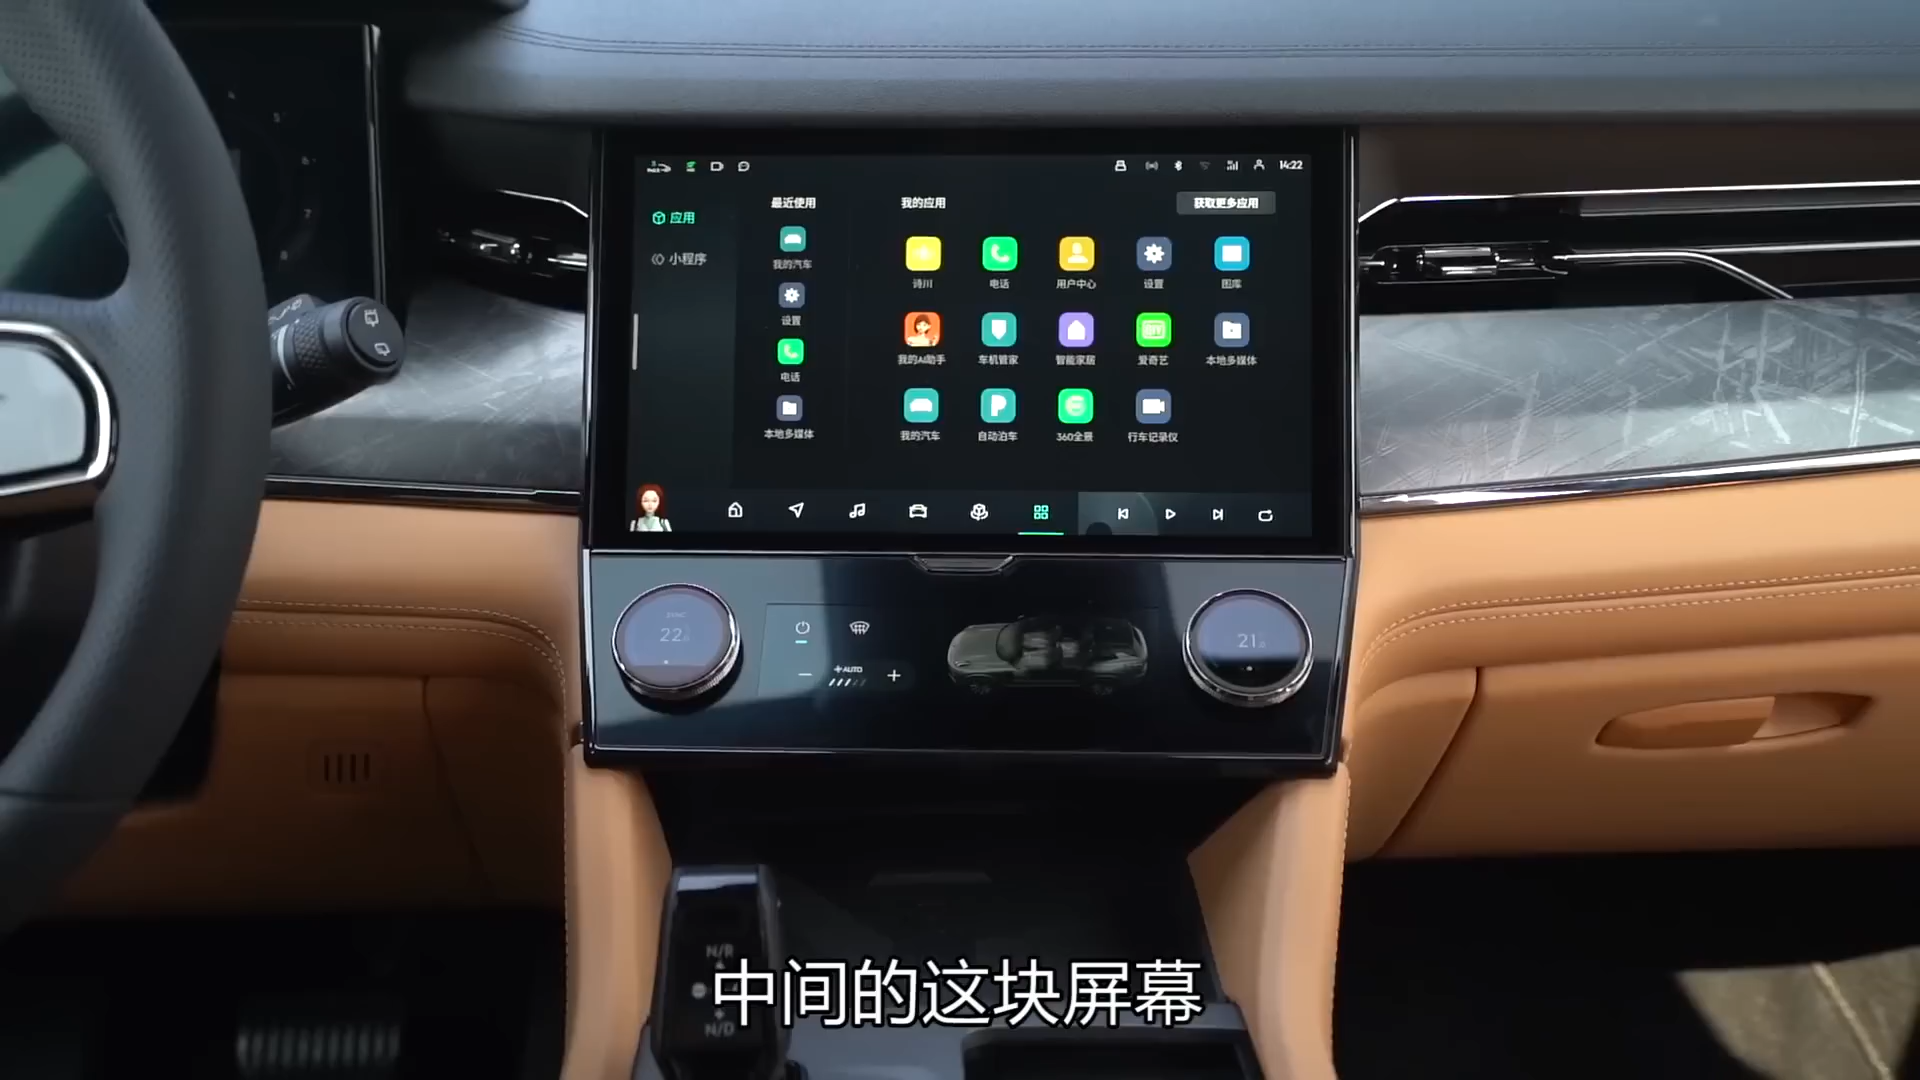 14:22
最近使用
我的应用
获取更多应用
应用
小程序
我的汽车
设置
电话
本地多媒体
诗川
电话
用户中心
设置
图库
我的AI助手
车机管家
智能家居
爱奇艺
本地多媒体
我的汽车
自动泊车
360全景
行车记录仪
SYNC
22
AUTO
21
N/R
N/D
中间的这块屏幕